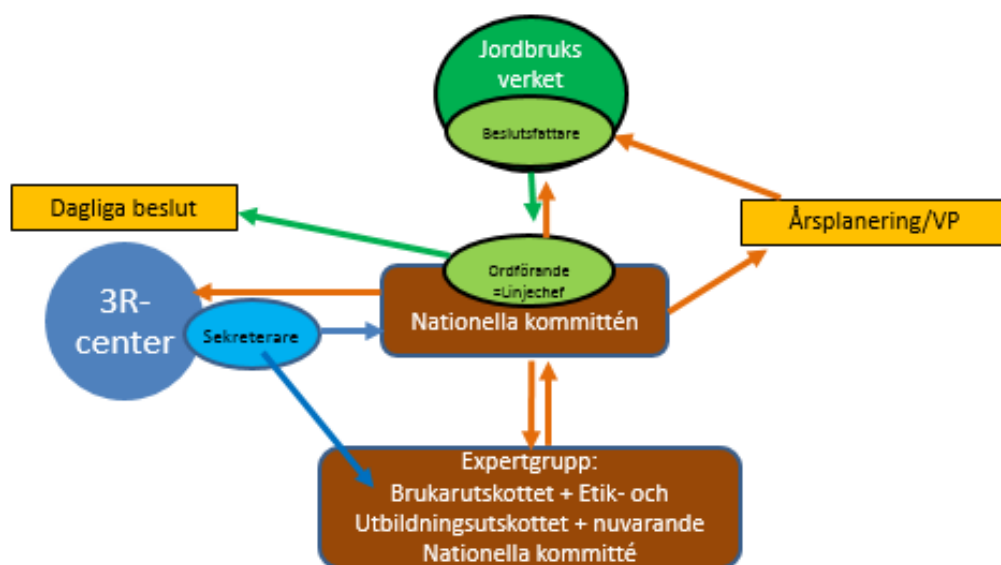 Jordbruks
verket
Beslutsfattare
Dagliga beslut
Årsplanering/VP
Ordförande
=Linjechef
3R-
center
Sekreterare
Nationella kommittén
Expertgrupp:
Brukarutskottet + Etik- och
Utbildningsutskottet + nuvarande
Nationella kommitté